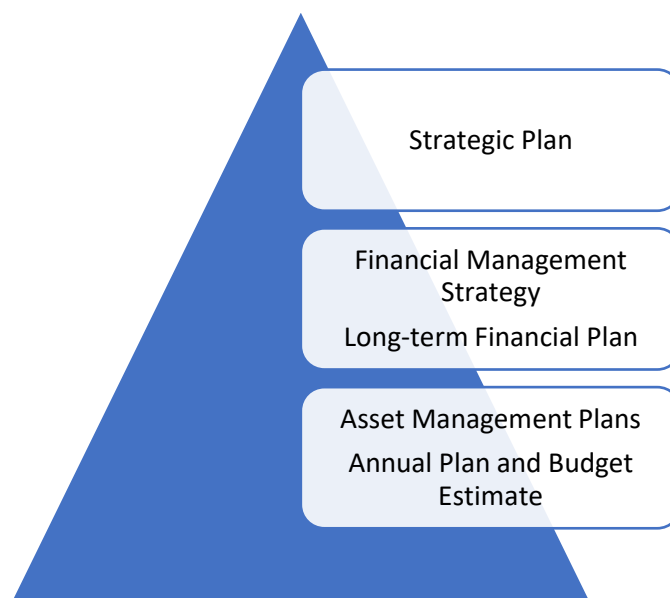 Strategic Plan
Financial Management
Strategy
Long-term Financial Plan
Asset Management Plans
Annual Plan and Budget
Estimate